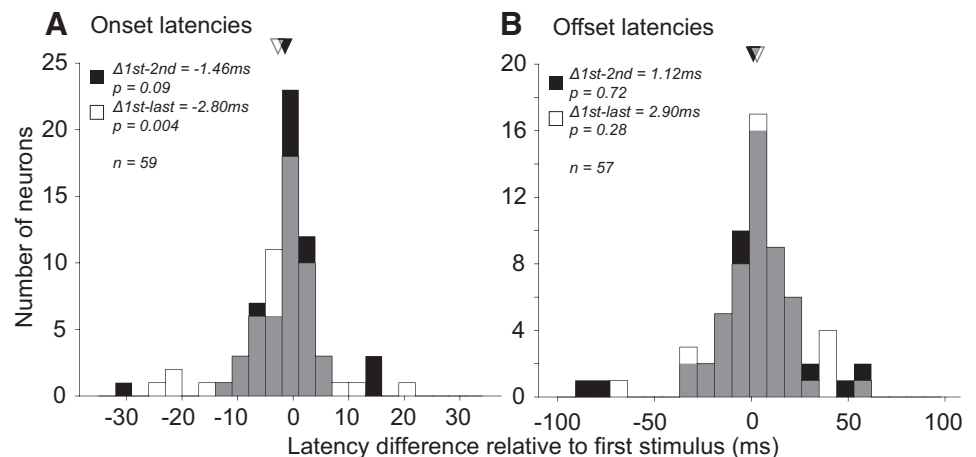 A Onset latencies
25
20
15
10
5
0
Number of neurons
Δ1st-2nd = -1.46ms
p = 0.09
Δ1st-last = -2.80ms
p = 0.004
n = 59
-30 -20 -10 0 10 20 30
B Offset latencies
20
16
12
8
4
0
Δ1st-2nd = 1.12ms
p = 0.72
Δ1st-last = 2.90ms
p = 0.28
n = 57
-100 -50 0 50 100
Latency difference relative to first stimulus (ms)